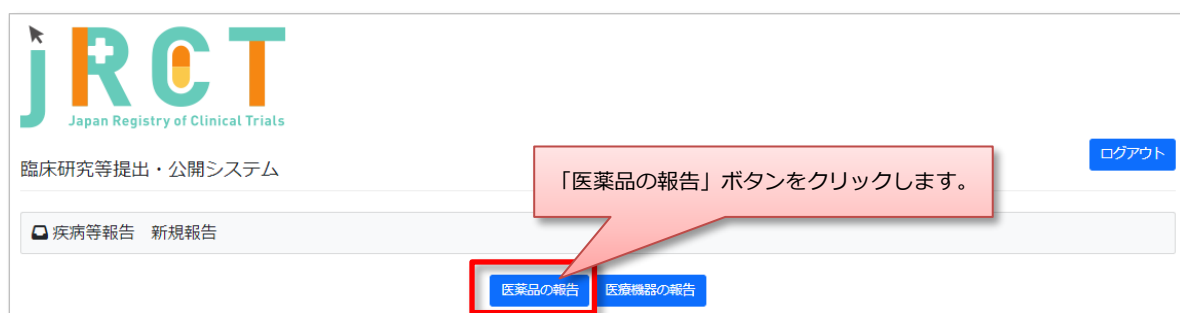 jRCT
Japan Registry of Clinical Trials
ログアウト
臨床研究等提出・公開システム
「医薬品の報告」ボタンをクリックします。
疾病等報告　新規報告
医薬品の報告
医療機器の報告